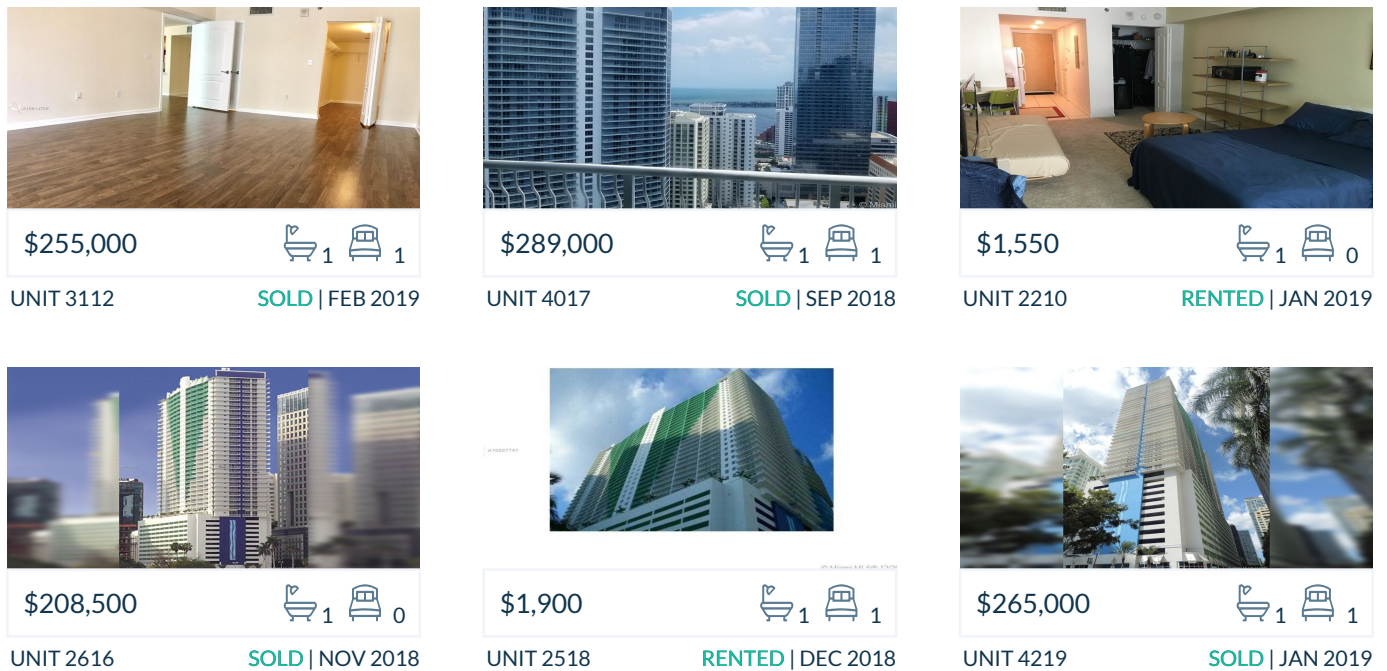 © Miami
$255,000 1 1
$289,000 1 1
$1,550 1 0
UNIT 3112 SOLD | FEB 2019
UNIT 4017 SOLD | SEP 2018
UNIT 2210 RENTED | JAN 2019
$208,500 1 0
$1,900 1 1
$265,000 1 1
UNIT 2616 SOLD | NOV 2018
UNIT 2518 RENTED | DEC 2018
UNIT 4219 SOLD | JAN 2019